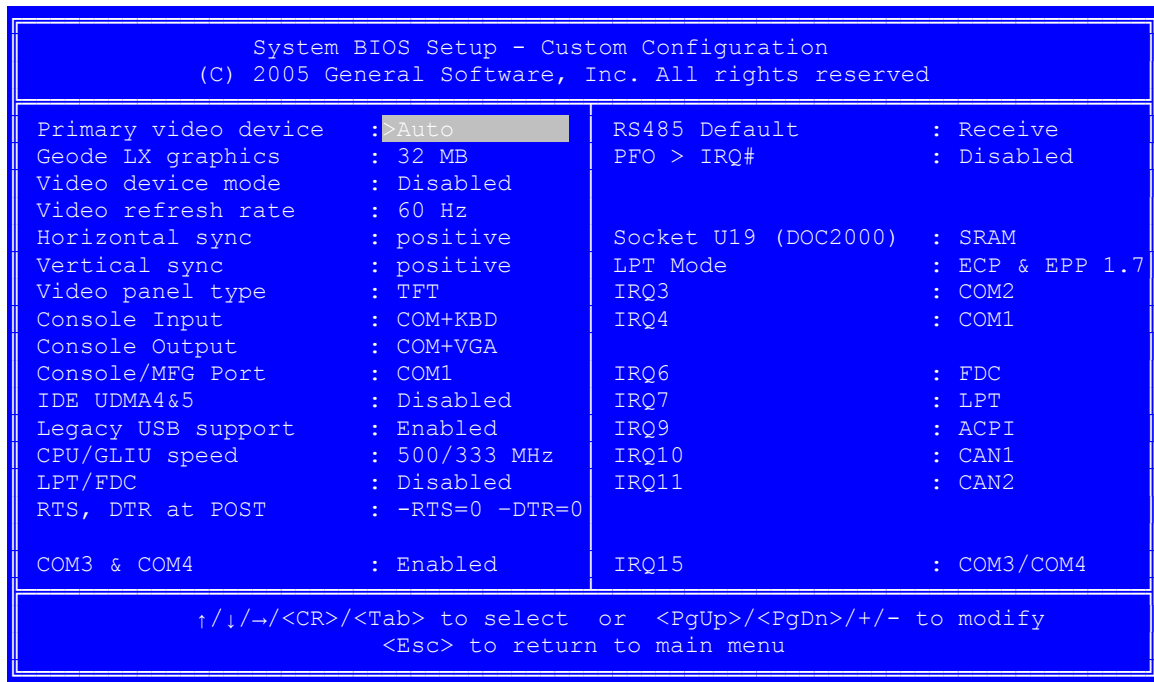 System BIOS Setup - Custom Configuration
(C) 2005 General Software, Inc. All rights reserved
Primary video device :>Auto
Geode LX graphics : 32 MB
Video device mode : Disabled
Video refresh rate : 60 Hz
Horizontal sync : positive
Vertical sync : positive
Video panel type : TFT
Console Input : COM+KBD
Console Output : COM+VGA
Console/MFG Port : COM1
IDE UDMA4&5 : Disabled
Legacy USB support : Enabled
CPU/GLIU speed : 500/333 MHz
LPT/FDC : Disabled
RTS, DTR at POST : -RTS=0 –DTR=0
COM3 & COM4 : Enabled
RS485 Default : Receive
PFO > IRQ# : Disabled
Socket U19 (DOC2000) : SRAM
LPT Mode : ECP & EPP 1.7
IRQ3 : COM2
IRQ4 : COM1
IRQ6 : FDC
IRQ7 : LPT
IRQ9 : ACPI
IRQ10 : CAN1
IRQ11 : CAN2
IRQ15 : COM3/COM4
↑/↓/→/<CR>/<Tab> to select or <PgUp>/<PgDn>/+/- to modify
<Esc> to return to main menu